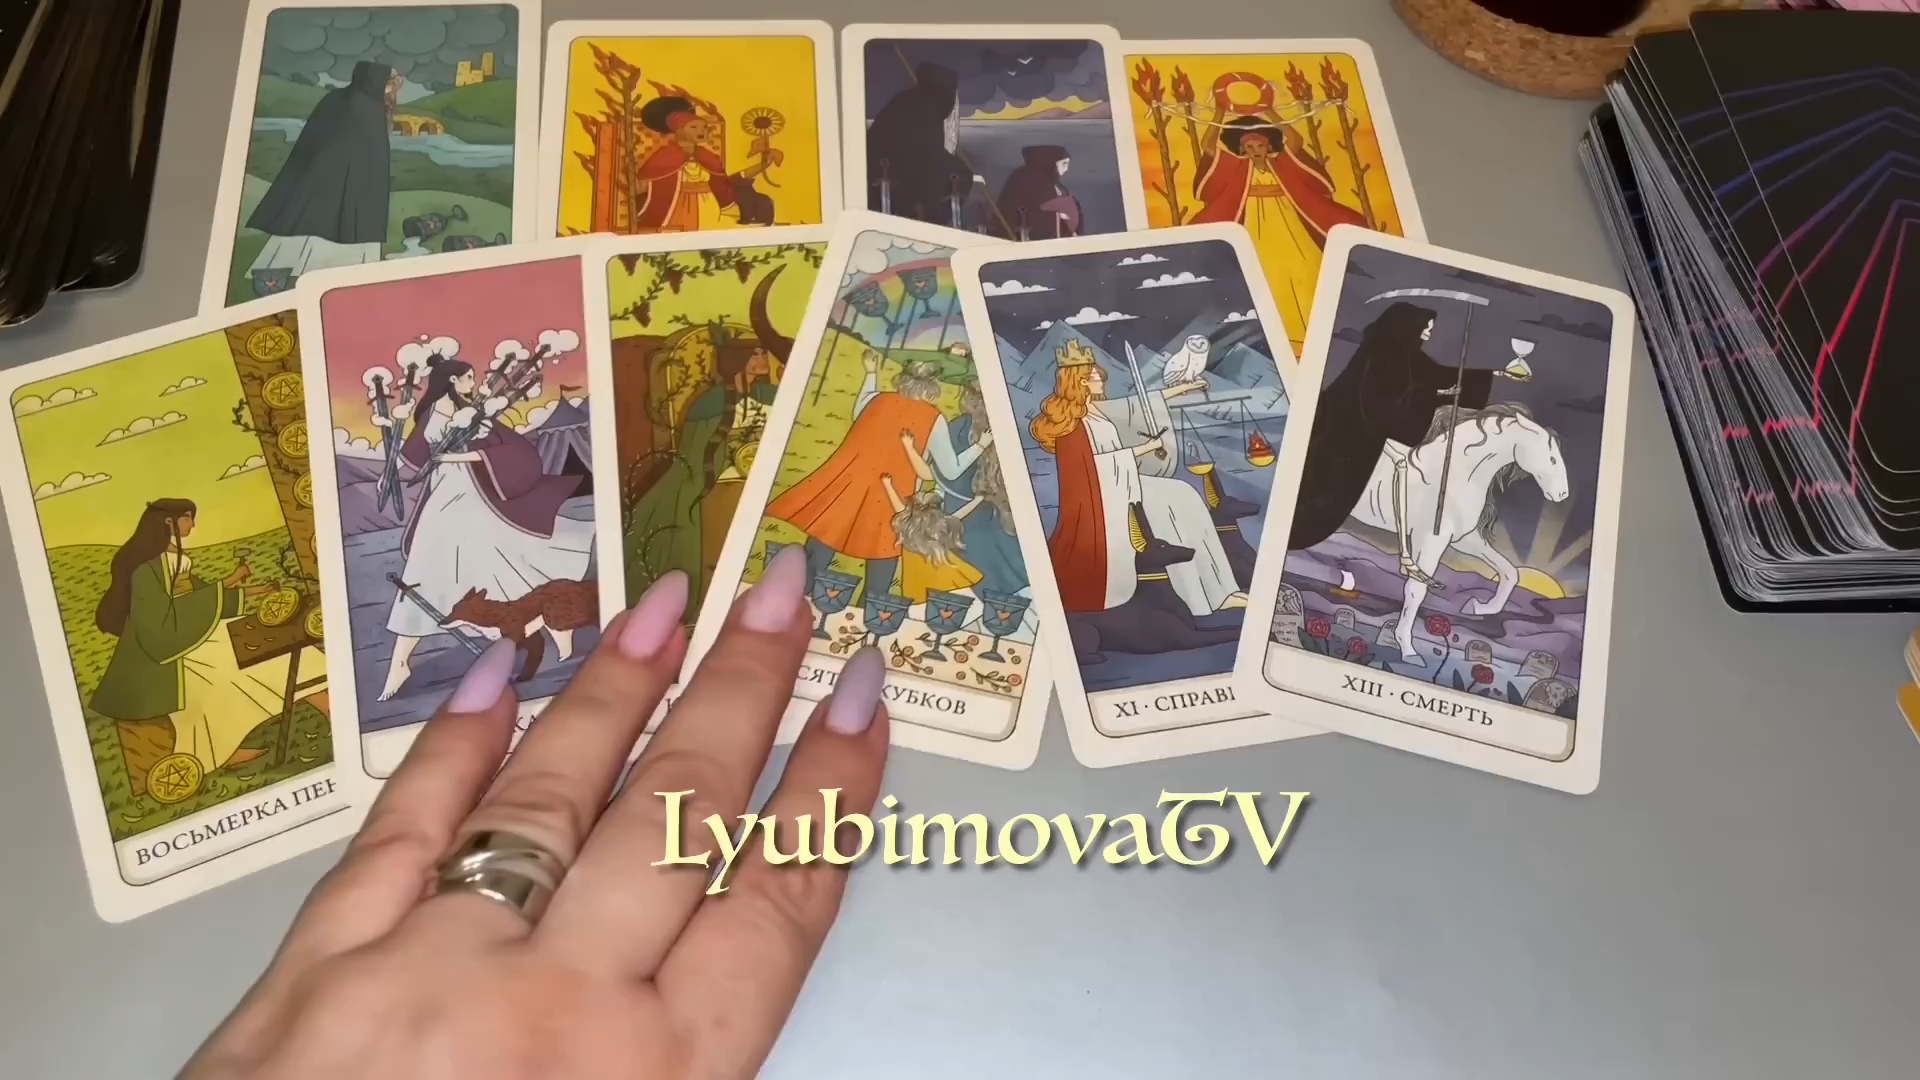 ВОСЬМЕРКА ПЕН
КУБКОВ
XI · СПРАВ
XIII · СМЕРТЬ
LyubimovaTV